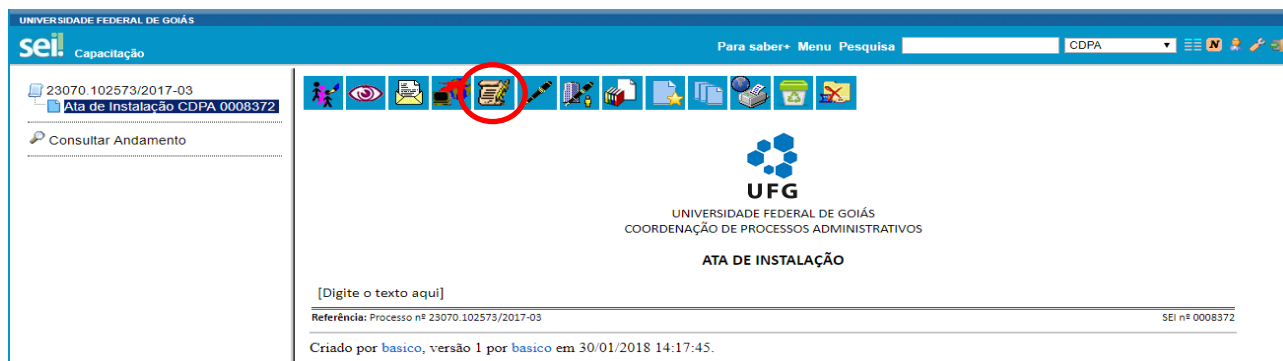 UNIVERSIDADE FEDERAL DE GOIÁS
sei! Capacitação
Para saber+ Menu Pesquisa
CDPA
N
23070.102573/2017-03
Ata de Instalação CDPA 0008372
Consultar Andamento
UFG
UNIVERSIDADE FEDERAL DE GOIÁS
COORDENAÇÃO DE PROCESSOS ADMINISTRATIVOS
ATA DE INSTALAÇÃO
[Digite o texto aqui]
Referência: Processo nº 23070.102573/2017-03 SEI nº 0008372
Criado por basico, versão 1 por basico em 30/01/2018 14:17:45.